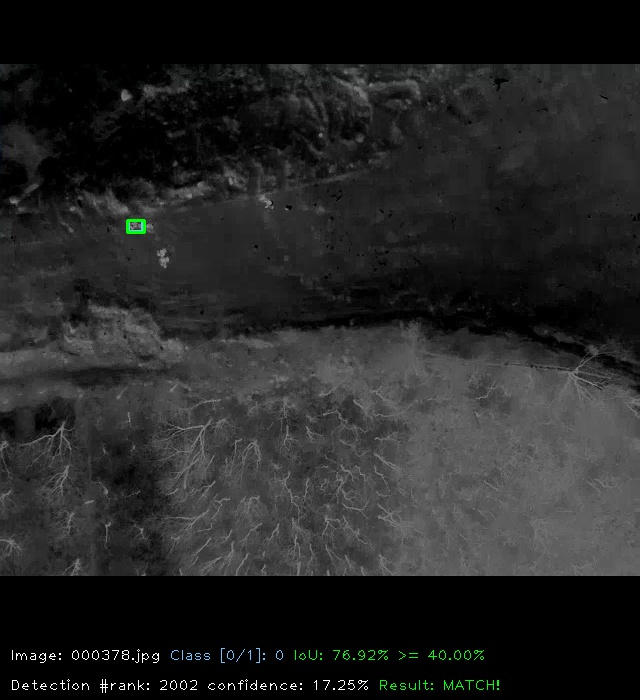 Image: 000378.jpg Class [0/1]: 0 IoU: 76.92% >= 40.00%
Detection #rank: 2002 confidence: 17.25% Result: MATCH!